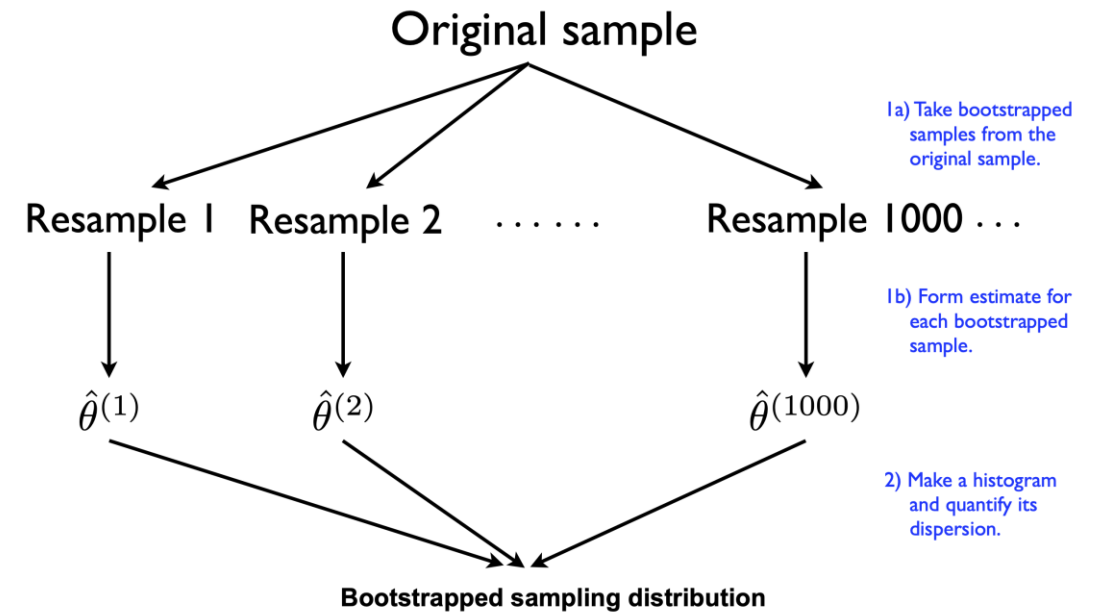 Original sample
1a) Take bootstrapped
samples from the
original sample.
Resample 1 Resample 2 . . . . . . Resample 1000 . . .
1b) Form estimate for
each bootstrapped
sample.
θ̂⁽¹⁾ θ̂⁽²⁾ θ̂⁽¹⁰⁰⁰⁾
2) Make a histogram
and quantify its
dispersion.
Bootstrapped sampling distribution